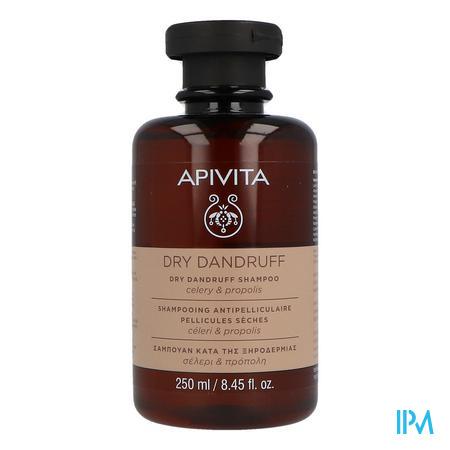 APIVITA
DRY DANDRUFF
DRY DANDRUFF SHAMPOO
celery & propolis
SHAMPOOING ANTIPELLICULAIRE
PELLICULES SÈCHES
céleri & propolis
ΣΑΜΠΟΥΑΝ ΚΑΤΑ ΤΗΣ ΞΗΡΟΔΕΡΜΙΑΣ
σέλερι & πρόπολη
250 ml / 8.45 fl. oz.
IPM